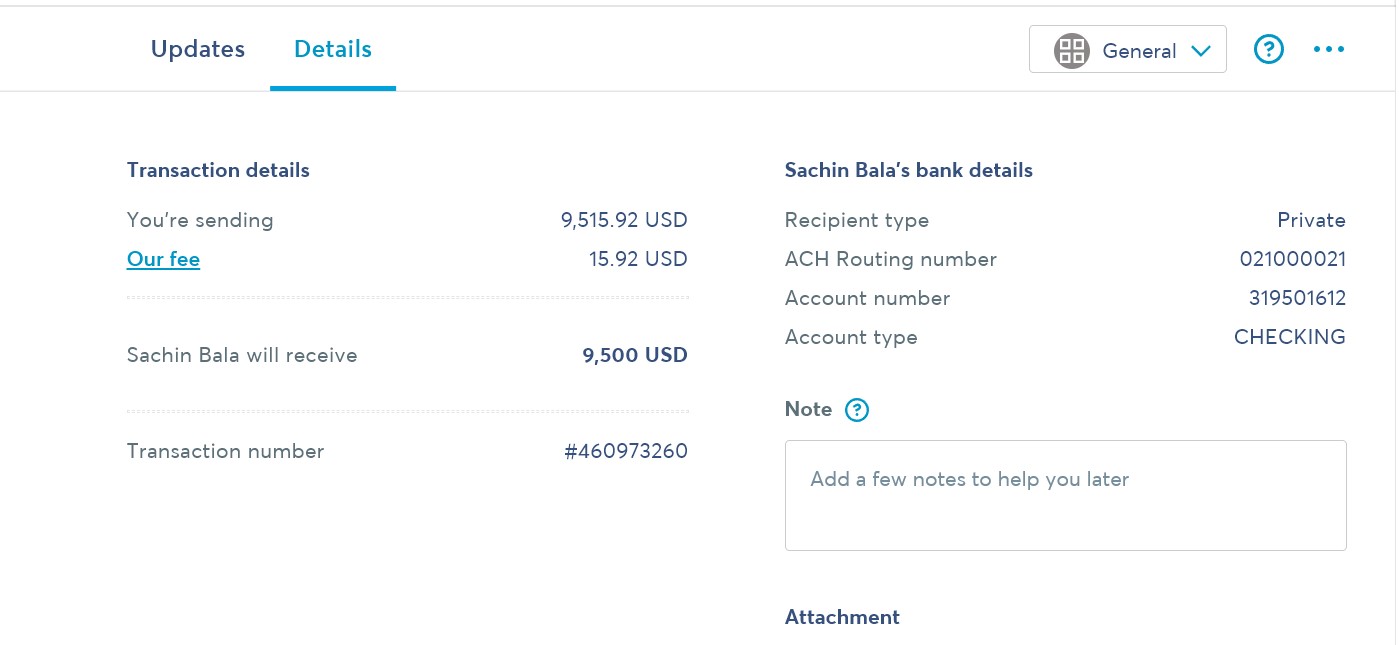 Updates Details General ?
Transaction details
You're sending 9,515.92 USD
Our fee 15.92 USD
Sachin Bala will receive 9,500 USD
Transaction number #460973260
Sachin Bala's bank details
Recipient type Private
ACH Routing number 021000021
Account number 319501612
Account type CHECKING
Note ?
Add a few notes to help you later
Attachment